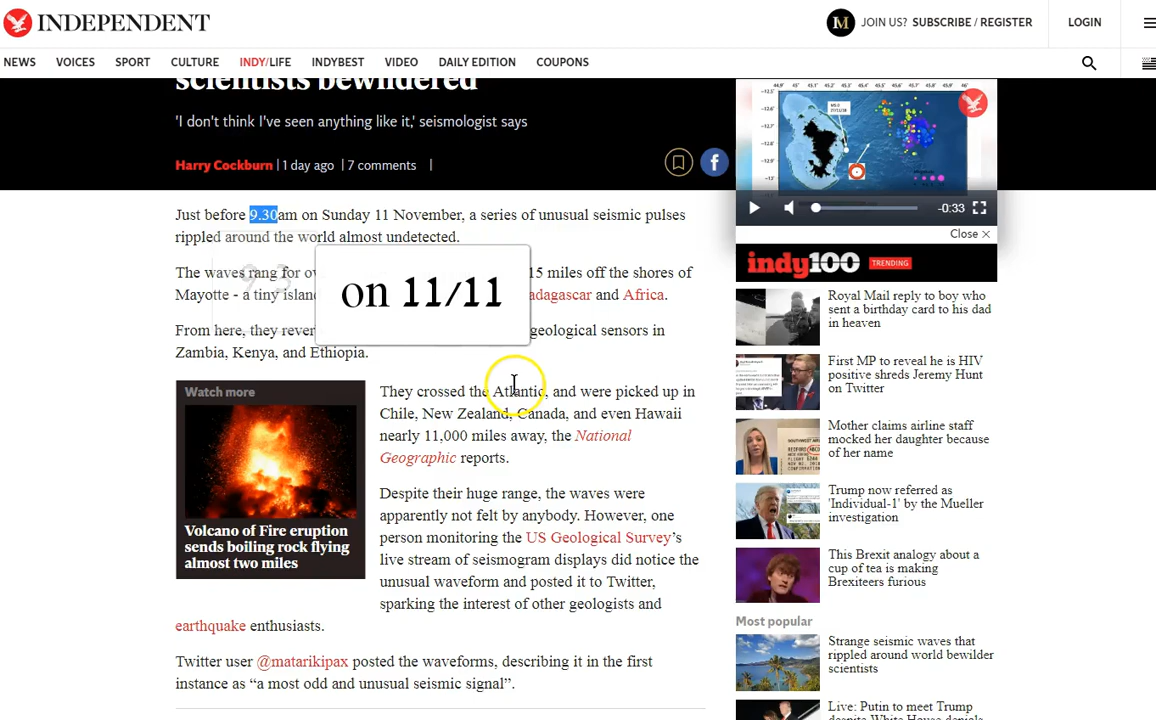 INDEPENDENT
JOIN US? SUBSCRIBE / REGISTER
LOGIN
NEWS VOICES SPORT CULTURE INDY/LIFE INDYBEST VIDEO DAILY EDITION COUPONS
scientists bewildered
'I don't think I've seen anything like it,' seismologist says
Harry Cockburn | 1 day ago | 7 comments |
Just before 9.30am on Sunday 11 November, a series of unusual seismic pulses
rippled around the world almost undetected.
The waves rang for
15 miles off the shores of
Mayotte - a tiny
and Africa.
From here, they
geological sensors in
Zambia, Kenya, and Ethiopia.
on 11/11
Watch more
Volcano of Fire eruption
sends boiling rock flying
almost two miles
They crossed the Atlantic, and were picked up in
Chile, New Zealand, Canada, and even Hawaii
nearly 11,000 miles away, the National
Geographic reports.
Despite their huge range, the waves were
apparently not felt by anybody. However, one
person monitoring the US Geological Survey's
live stream of seismogram displays did notice the
unusual waveform and posted it to Twitter,
sparking the interest of other geologists and
earthquake enthusiasts.
Twitter user @matarikipax posted the waveforms, describing it in the first
instance as “a most odd and unusual seismic signal”.
-0:33
Close ×
indy100 TRENDING
Royal Mail reply to boy who
sent a birthday card to his dad
in heaven
First MP to reveal he is HIV
positive shreds Jeremy Hunt
on Twitter
Mother claims airline staff
mocked her daughter because
of her name
Trump now referred as
'Individual-1' by the Mueller
investigation
This Brexit analogy about a
cup of tea is making
Brexiteers furious
Most popular
Strange seismic waves that
rippled around world bewilder
scientists
Live: Putin to meet Trump